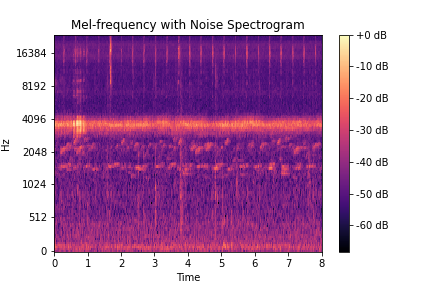 Mel-frequency with Noise Spectrogram
+0 dB
16384
-10 dB
8192
-20 dB
4096
-30 dB
Hz
2048
-40 dB
1024
-50 dB
512
-60 dB
0
0 1 2 3 4 5 6 7 8
Time